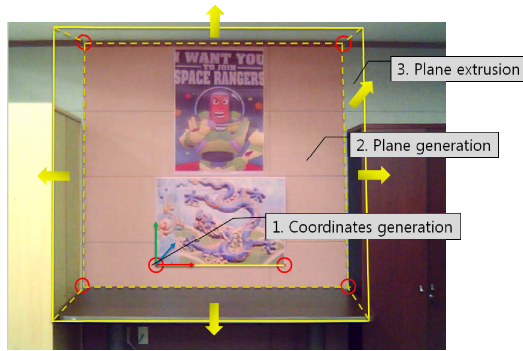 I WANT YOU
TO JOIN
SPACE RANGERS
3. Plane extrusion
2. Plane generation
1. Coordinates generation